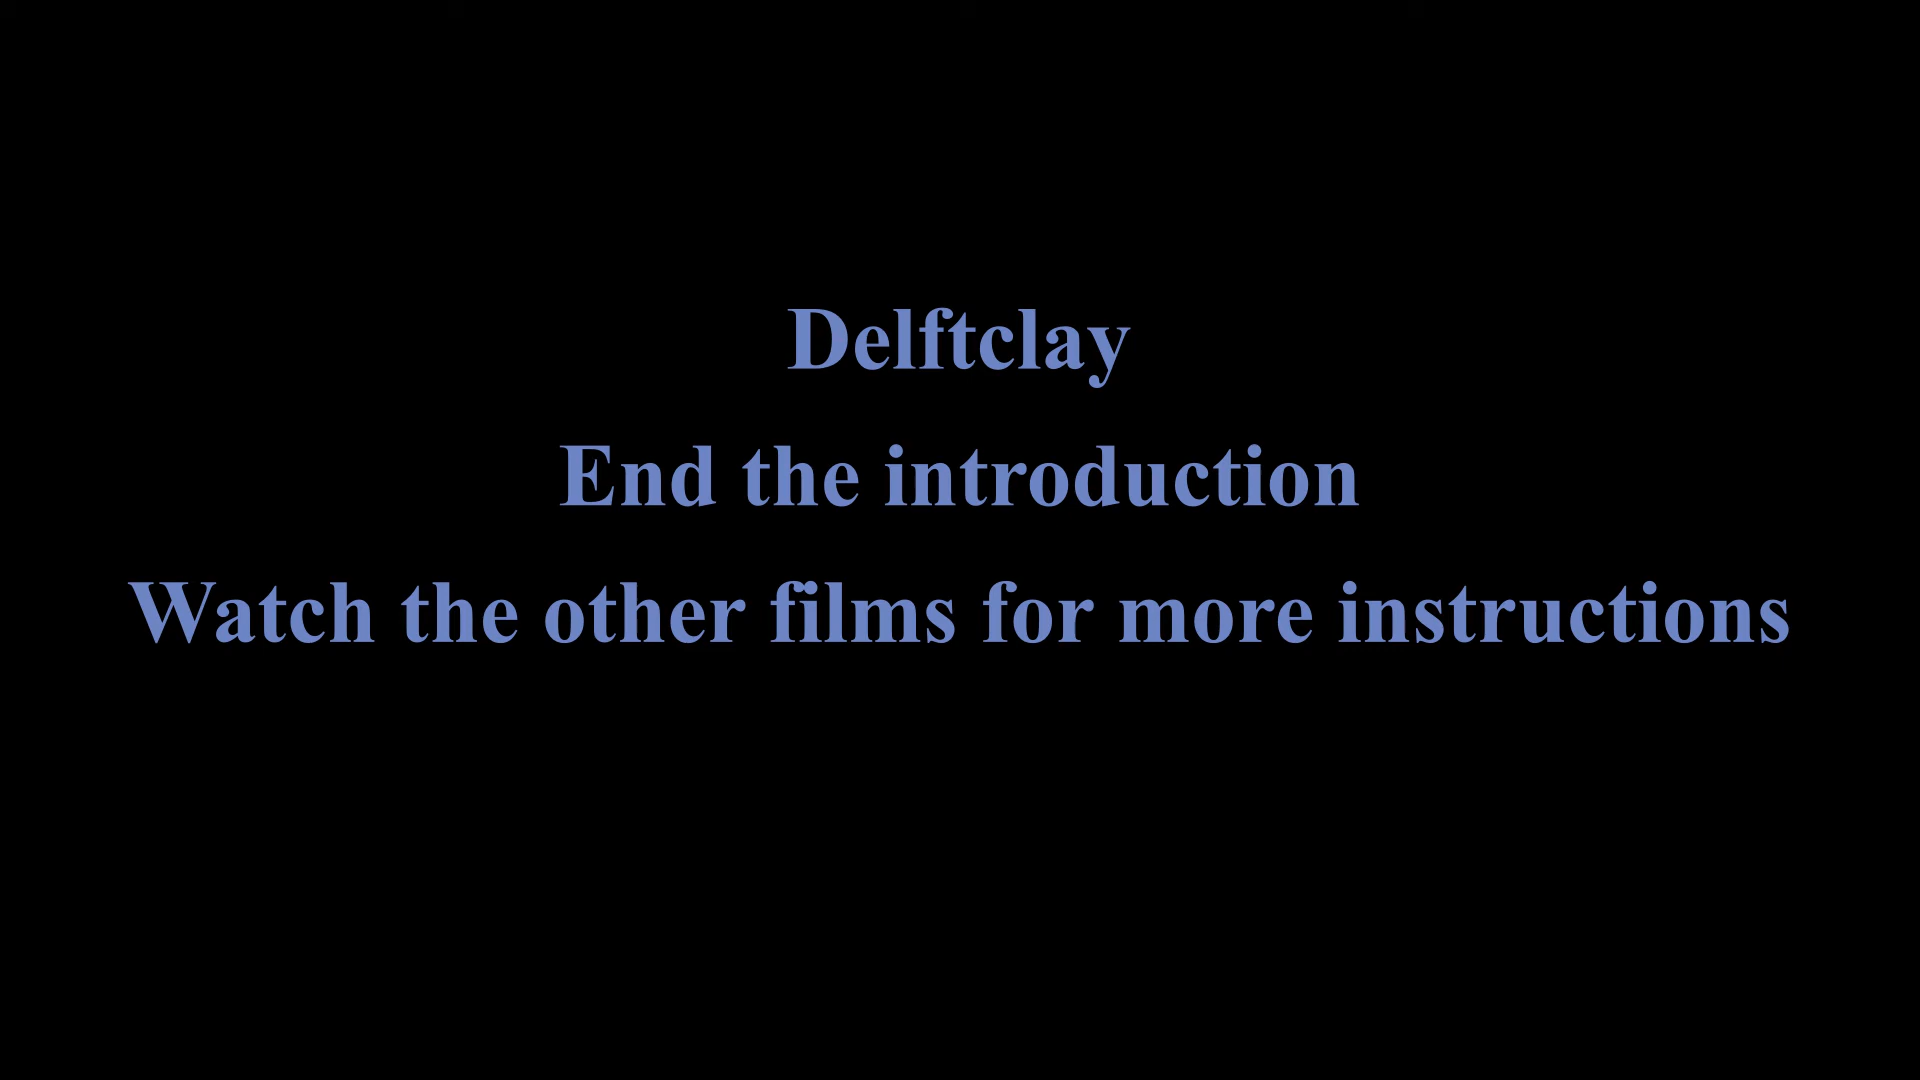 Delftclay
End the introduction
Watch the other films for more instructions